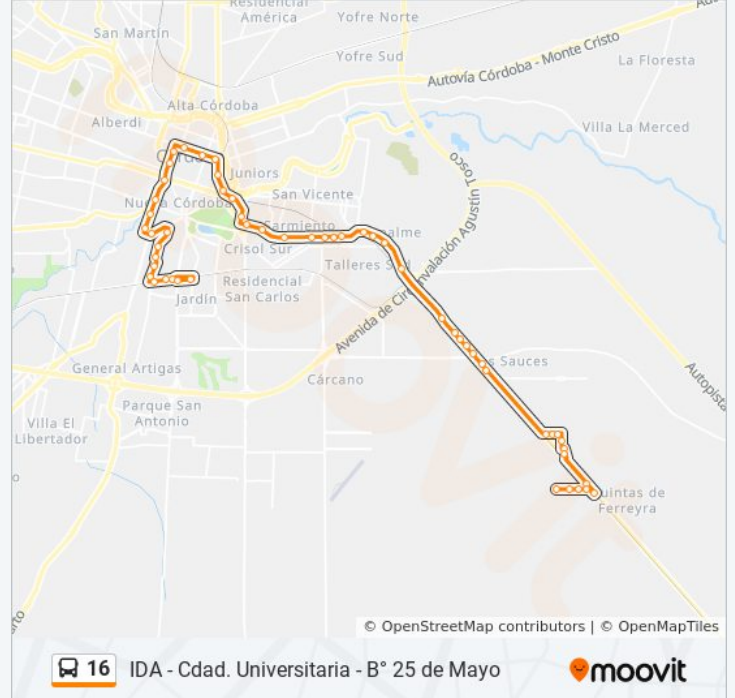 Residencial
América
Yofre Norte
San Martín
Yofre Sud
Autovía Córdoba - Monte Cristo
La Floresta
Alta Córdoba
Alberdi
Villa La Merced
Juniors
San Vicente
Nueva Córdoba
Sarmiento
Crisol Sur
Talleres
Avenida de Circunvalación Agustín Tosco
Residencial
San Carlos
Jardín
General Artigas
Sauces
Cárcano
Autopista
Parque San
Antonio
Villa El
Libertador
Quintas de
Ferreyra
© OpenStreetMap contributors | © OpenMapTiles
16 IDA - Cdad. Universitaria - B° 25 de Mayo
moovit